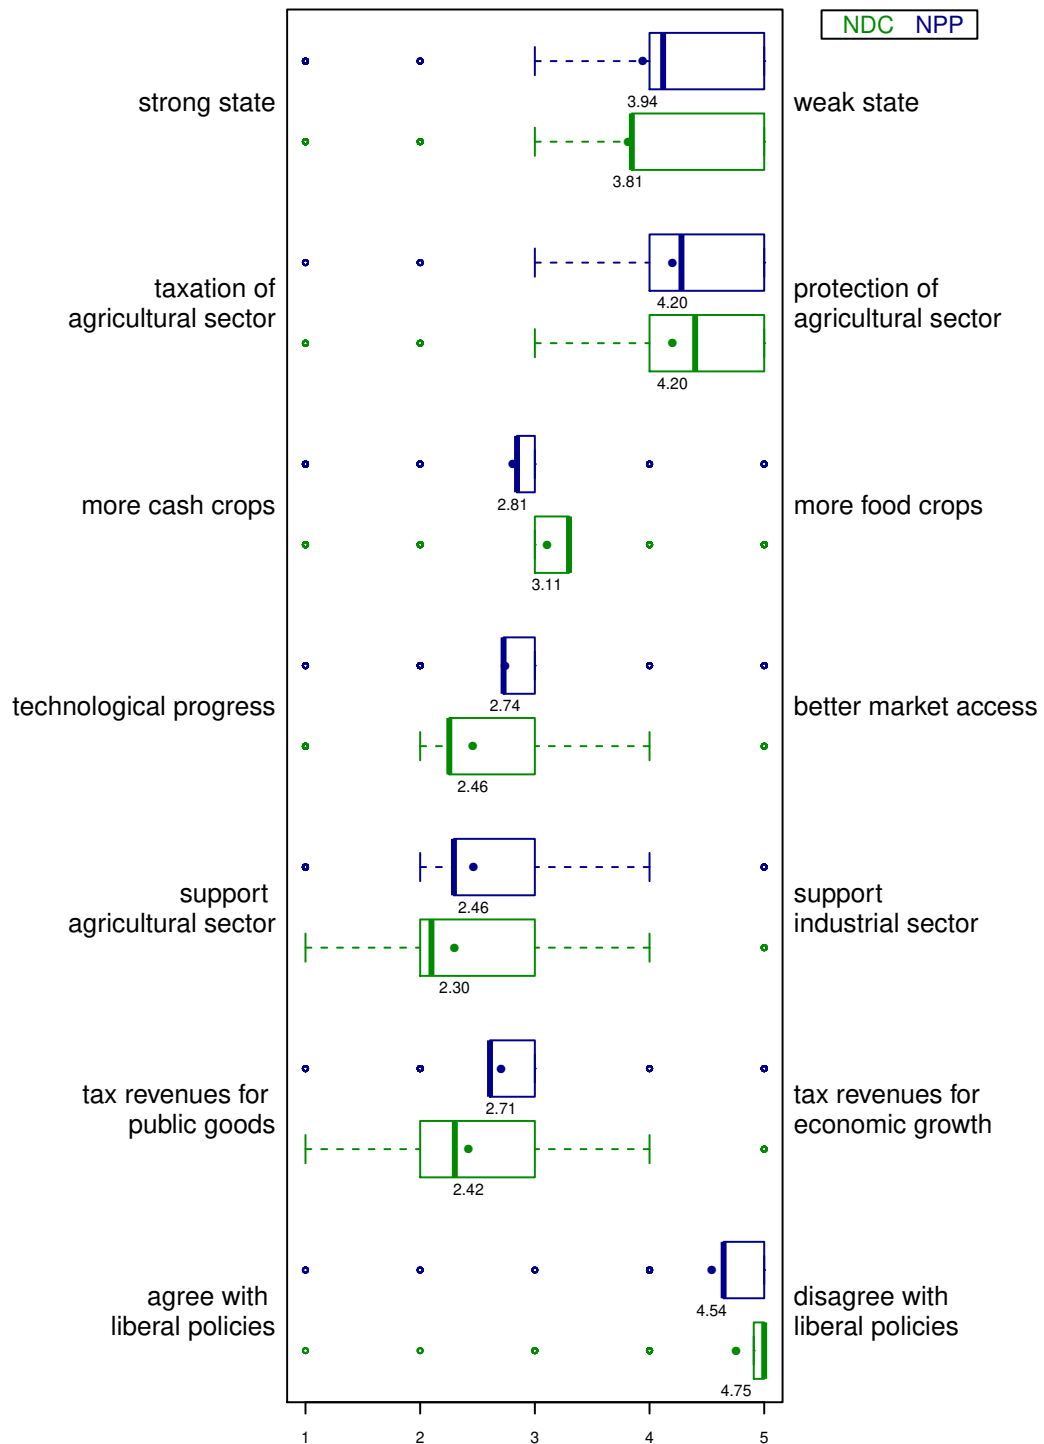 NDC NPP
3.94
strong state
weak state
3.81
taxation of
agricultural sector
protection of
agricultural sector
4.20
4.20
more cash crops
more food crops
2.81
3.11
technological progress
better market access
2.74
2.46
support
agricultural sector
support
industrial sector
2.46
2.30
tax revenues for
public goods
tax revenues for
economic growth
2.71
2.42
agree with
liberal policies
disagree with
liberal policies
4.54
4.75
1 2 3 4 5